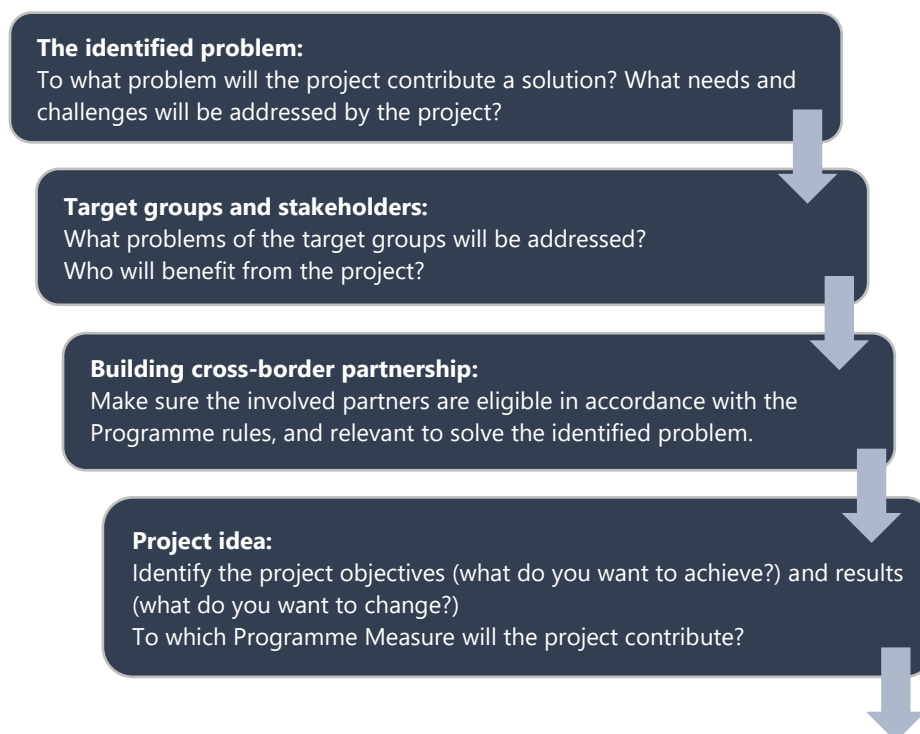 The identified problem:
To what problem will the project contribute a solution? What needs and
challenges will be addressed by the project?
Target groups and stakeholders:
What problems of the target groups will be addressed?
Who will benefit from the project?
Building cross-border partnership:
Make sure the involved partners are eligible in accordance with the
Programme rules, and relevant to solve the identified problem.
Project idea:
Identify the project objectives (what do you want to achieve?) and results
(what do you want to change?)
To which Programme Measure will the project contribute?